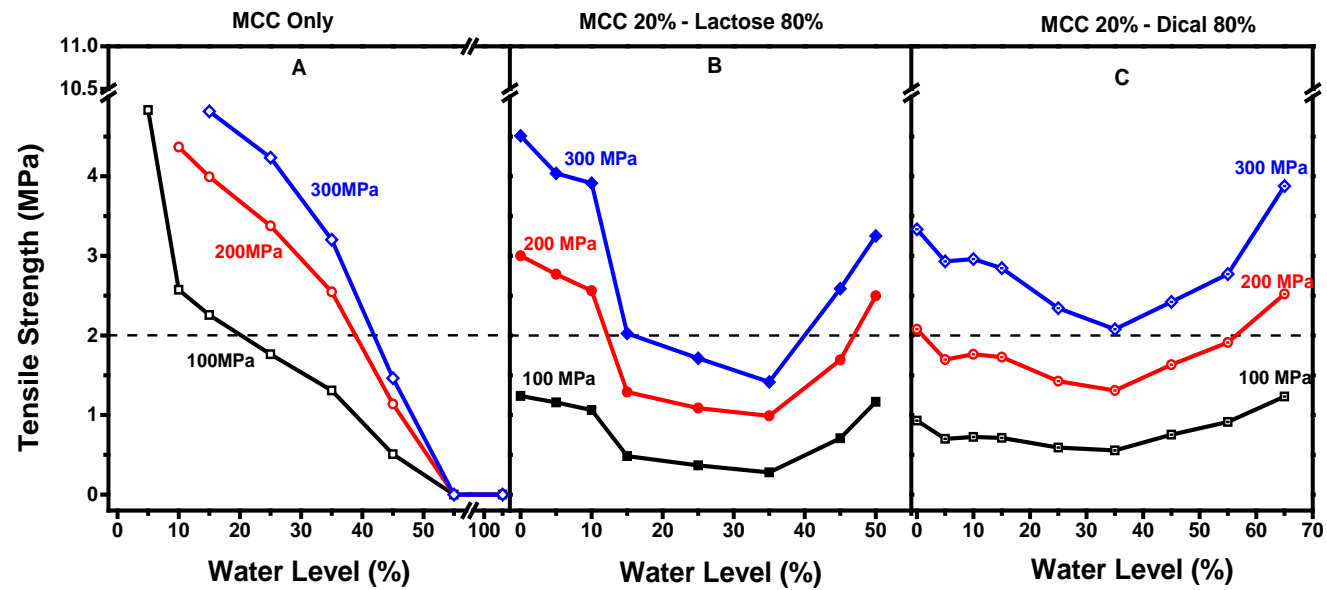 MCC Only
MCC 20% - Lactose 80%
MCC 20% - Dical 80%
Tensile Strength (MPa)
11.0
10.5
4
3
2
1
0
A
300MPa
200MPa
100MPa
0 10 20 30 40 50 100
Water Level (%)
B
300 MPa
200 MPa
100 MPa
0 10 20 30 40 50
Water Level (%)
C
300 MPa
200 MPa
100 MPa
0 10 20 30 40 50 60 70
Water Level (%)